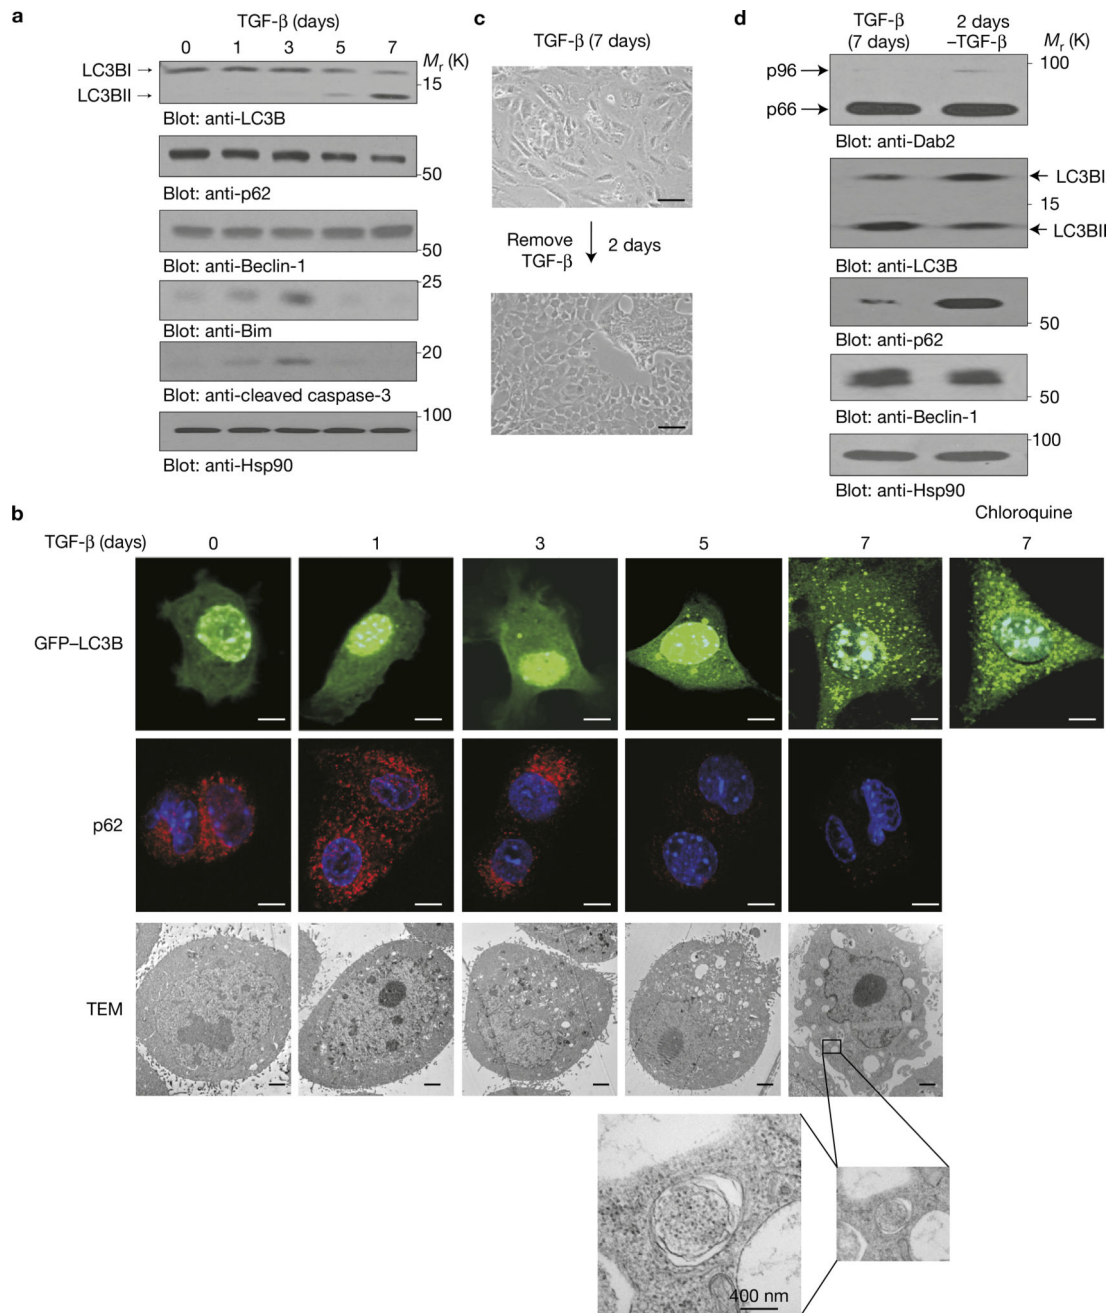 a
TGF-β (days)
0 1 3 5 7
Mr (K)
LC3BI
15
LC3BII
Blot: anti-LC3B
50
Blot: anti-p62
50
Blot: anti-Beclin-1
25
Blot: anti-Bim
20
Blot: anti-cleaved caspase-3
100
Blot: anti-Hsp90
c
TGF-β (7 days)
Remove
TGF-β
2 days
d
TGF-β
(7 days)
2 days
–TGF-β
Mr (K)
100
p96
p66
Blot: anti-Dab2
LC3BI
15
LC3BII
Blot: anti-LC3B
50
Blot: anti-p62
50
Blot: anti-Beclin-1
100
Blot: anti-Hsp90
b
Chloroquine
TGF-β (days) 0 1 3 5 7 7
GFP–LC3B
p62
TEM
400 nm